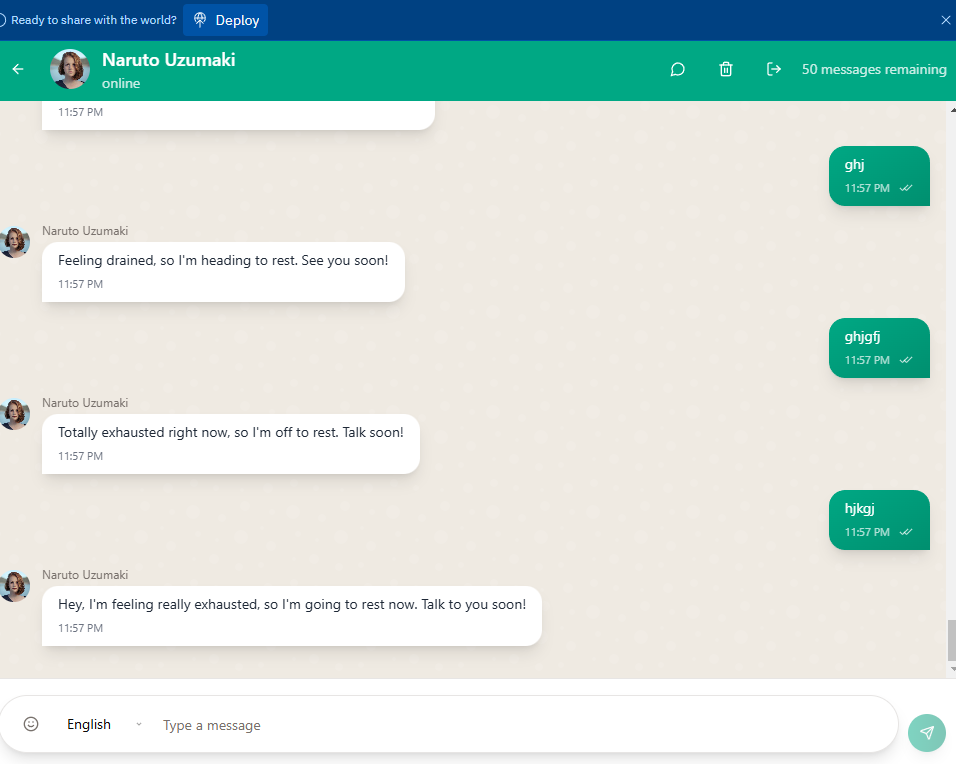 Ready to share with the world?
Deploy
Naruto Uzumaki
online
50 messages remaining
11:57 PM
ghj
11:57 PM
Naruto Uzumaki
Feeling drained, so I'm heading to rest. See you soon!
11:57 PM
ghjgfj
11:57 PM
Naruto Uzumaki
Totally exhausted right now, so I'm off to rest. Talk soon!
11:57 PM
hjkgj
11:57 PM
Naruto Uzumaki
Hey, I'm feeling really exhausted, so I'm going to rest now. Talk to you soon!
11:57 PM
English
Type a message